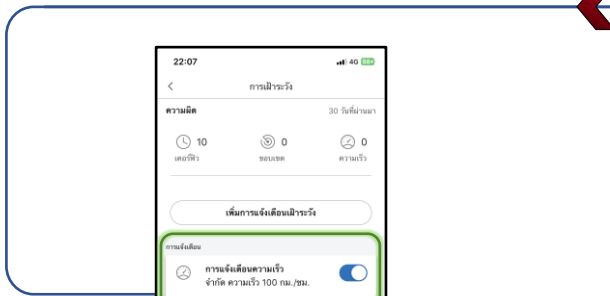 22:07 4G
การเฝ้าระวัง
ความผิด 30 วันที่ผ่านมา
10 0 0
เคอร์ฟิว ขอบเขต ความเร็ว
เพิ่มการแจ้งเตือนเฝ้าระวัง
การแจ้งเตือน
การแจ้งเตือนความเร็ว
จำกัด ความเร็ว 100 กม./ชม.